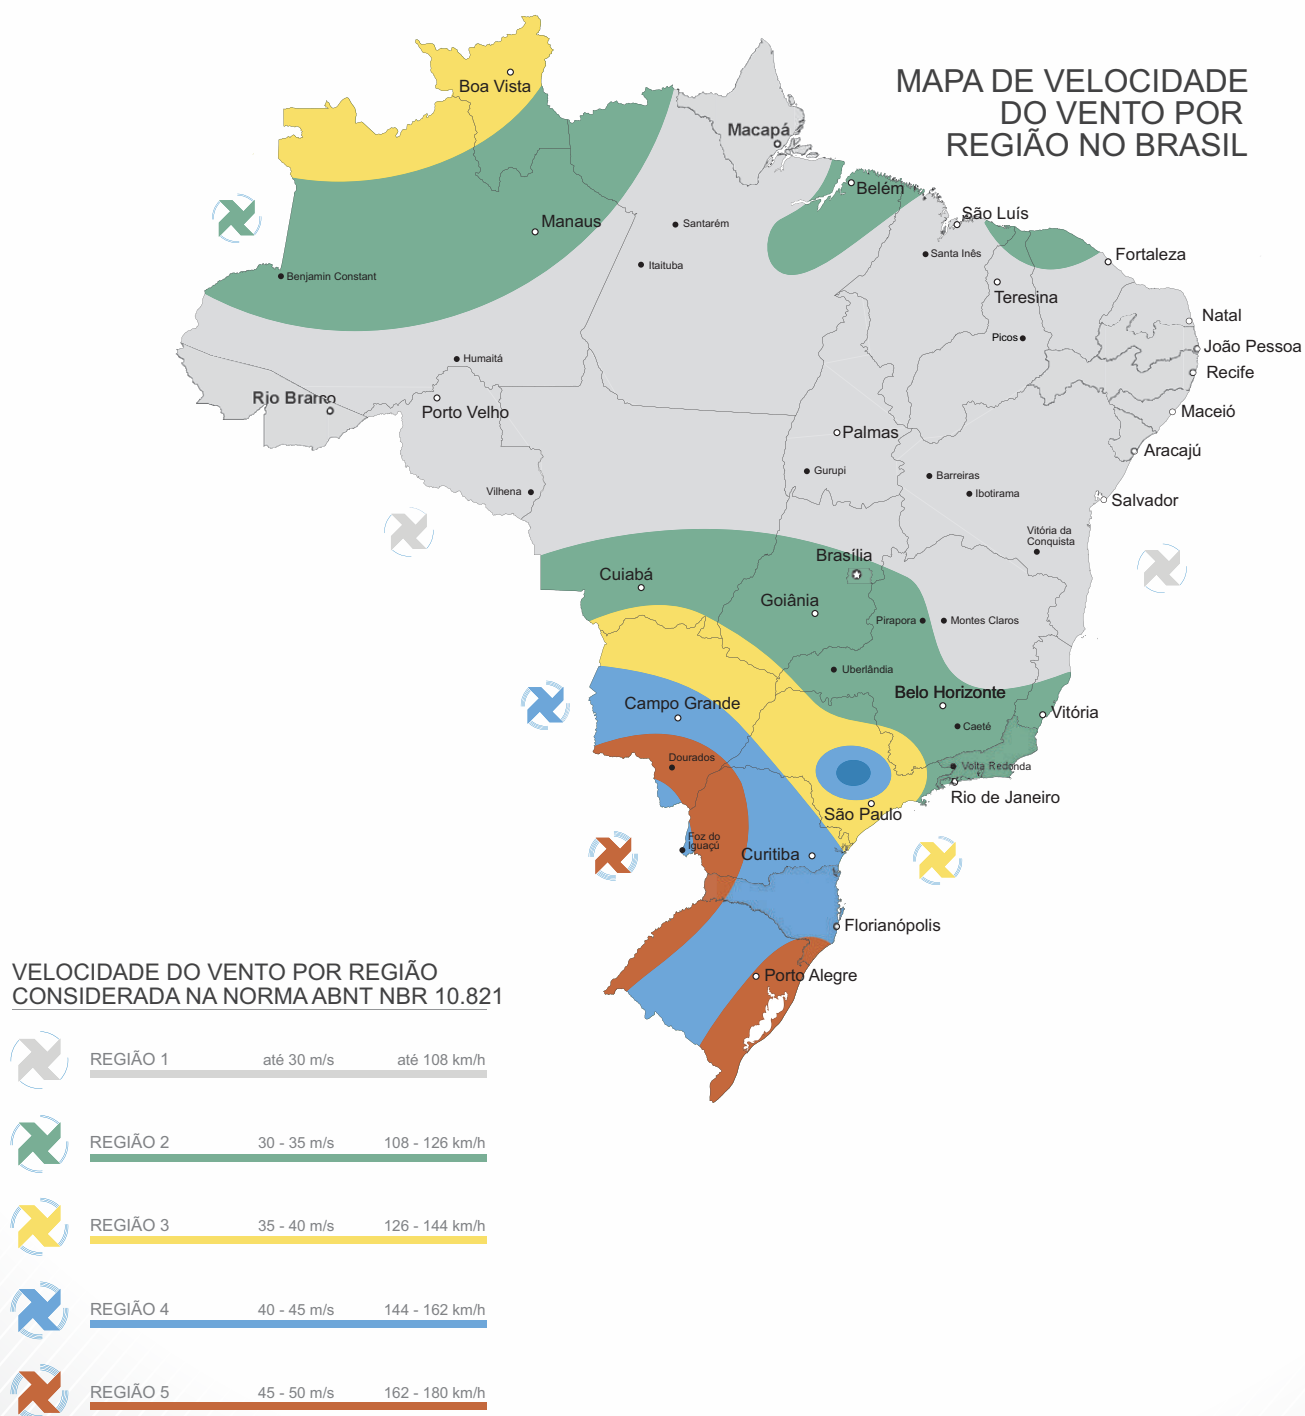 MAPA DE VELOCIDADE
DO VENTO POR
REGIÃO NO BRASIL
Boa Vista
Macapá
Belém
São Luís
Manaus
Santarém
Itaituba
Santa Inês
Fortaleza
Benjamin Constant
Teresina
Natal
Picos
João Pessoa
Humaitá
Recife
Rio Branco
Porto Velho
Maceió
Palmas
Aracajú
Gurupi
Barreiras
Vilhena
Ibotirama
Salvador
Vitória da
Conquista
Brasília
Cuiabá
Goiânia
Pirapora
Montes Claros
Uberlândia
Belo Horizonte
Campo Grande
Vitória
Caeté
Dourados
Volta Redonda
Rio de Janeiro
São Paulo
Foz do
Iguaçú
Curitiba
Florianópolis
Porto Alegre
VELOCIDADE DO VENTO POR REGIÃO
CONSIDERADA NA NORMA ABNT NBR 10.821
REGIÃO 1 até 30 m/s até 108 km/h
REGIÃO 2 30 - 35 m/s 108 - 126 km/h
REGIÃO 3 35 - 40 m/s 126 - 144 km/h
REGIÃO 4 40 - 45 m/s 144 - 162 km/h
REGIÃO 5 45 - 50 m/s 162 - 180 km/h